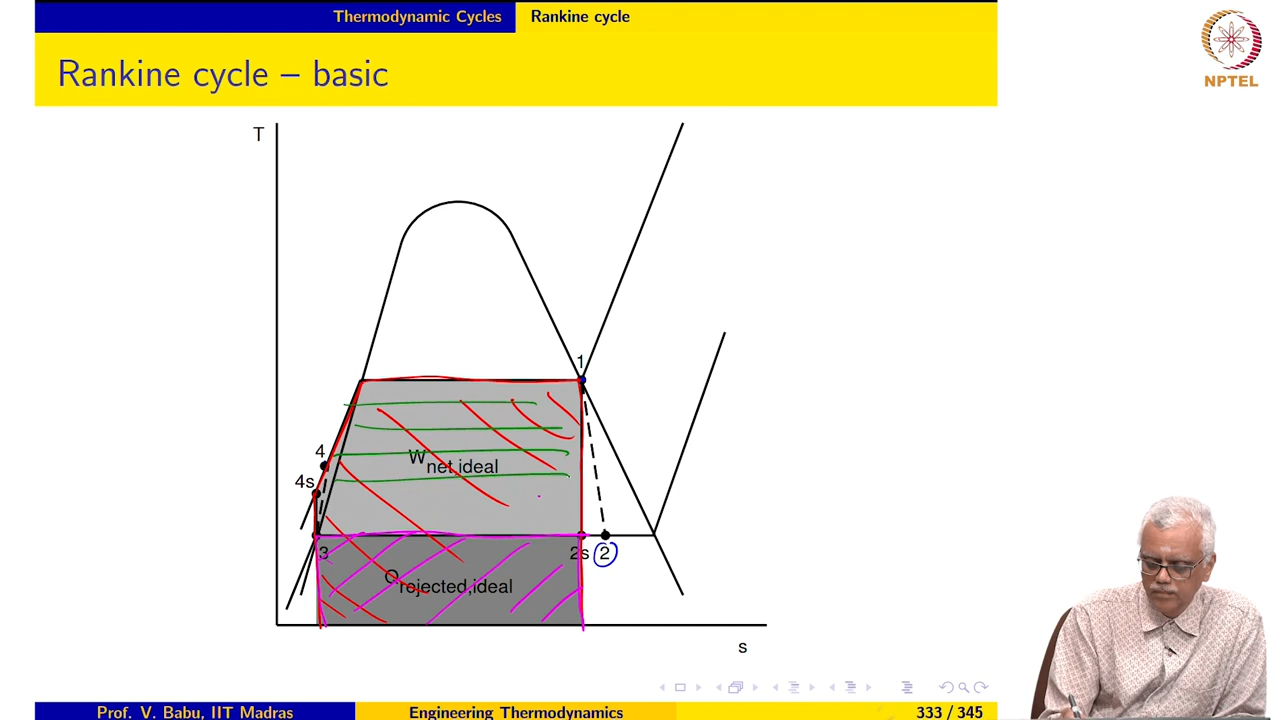 Thermodynamic Cycles Rankine cycle
NPTEL
Rankine cycle – basic
T
1
4
W net,ideal
4s
3 2s 2
Q rejected,ideal
s
Prof. V. Babu, IIT Madras Engineering Thermodynamics 333 / 345